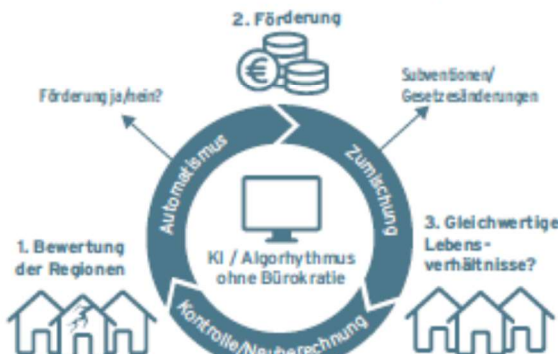 2. Förderung
Förderung ja/nein?
Subventionen/
Gesetzesänderungen
Automatismus
Zumischung
1. Bewertung
der Regionen
KI / Algorhythmus
ohne Bürokratie
3. Gleichwertige
Lebens-
verhältnisse?
Kontrolle/Neuberechnung